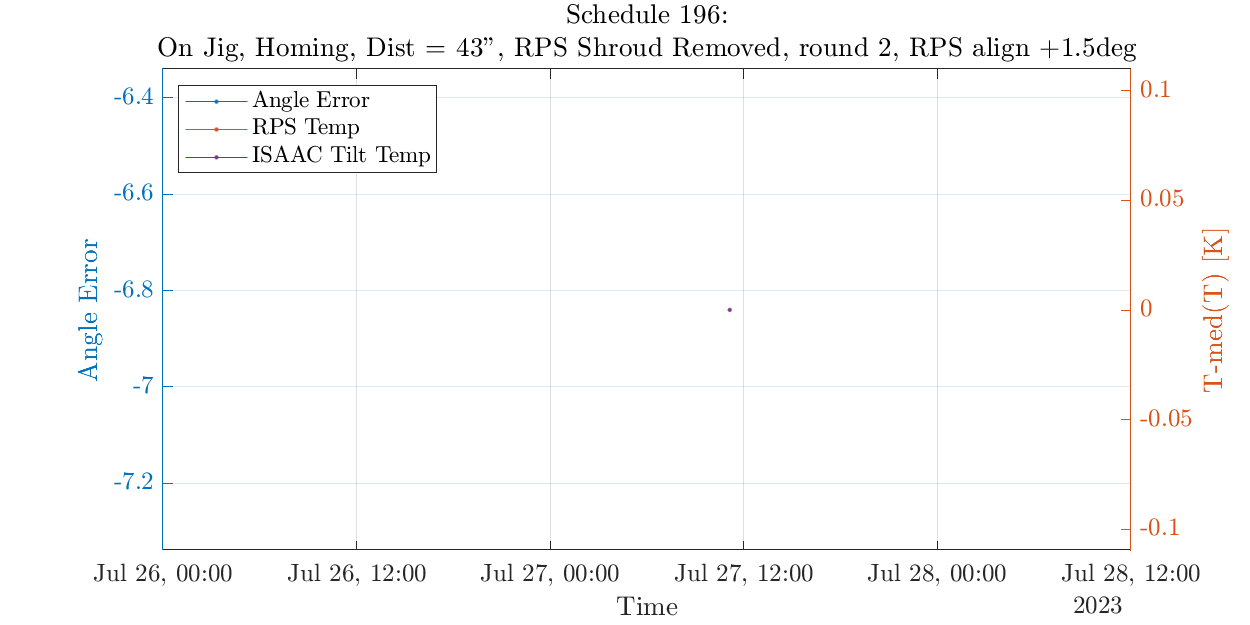 Schedule 196:
On Jig, Homing, Dist = 43", RPS Shroud Removed, round 2, RPS align +1.5deg
Angle Error
RPS Temp
ISAAC Tilt Temp
-6.4
-6.6
-6.8
-7
-7.2
Angle Error
0.1
0.05
0
-0.05
-0.1
T-med(T) [K]
Jul 26, 00:00
Jul 26, 12:00
Jul 27, 00:00
Jul 27, 12:00
Jul 28, 00:00
Jul 28, 12:00
Time
2023